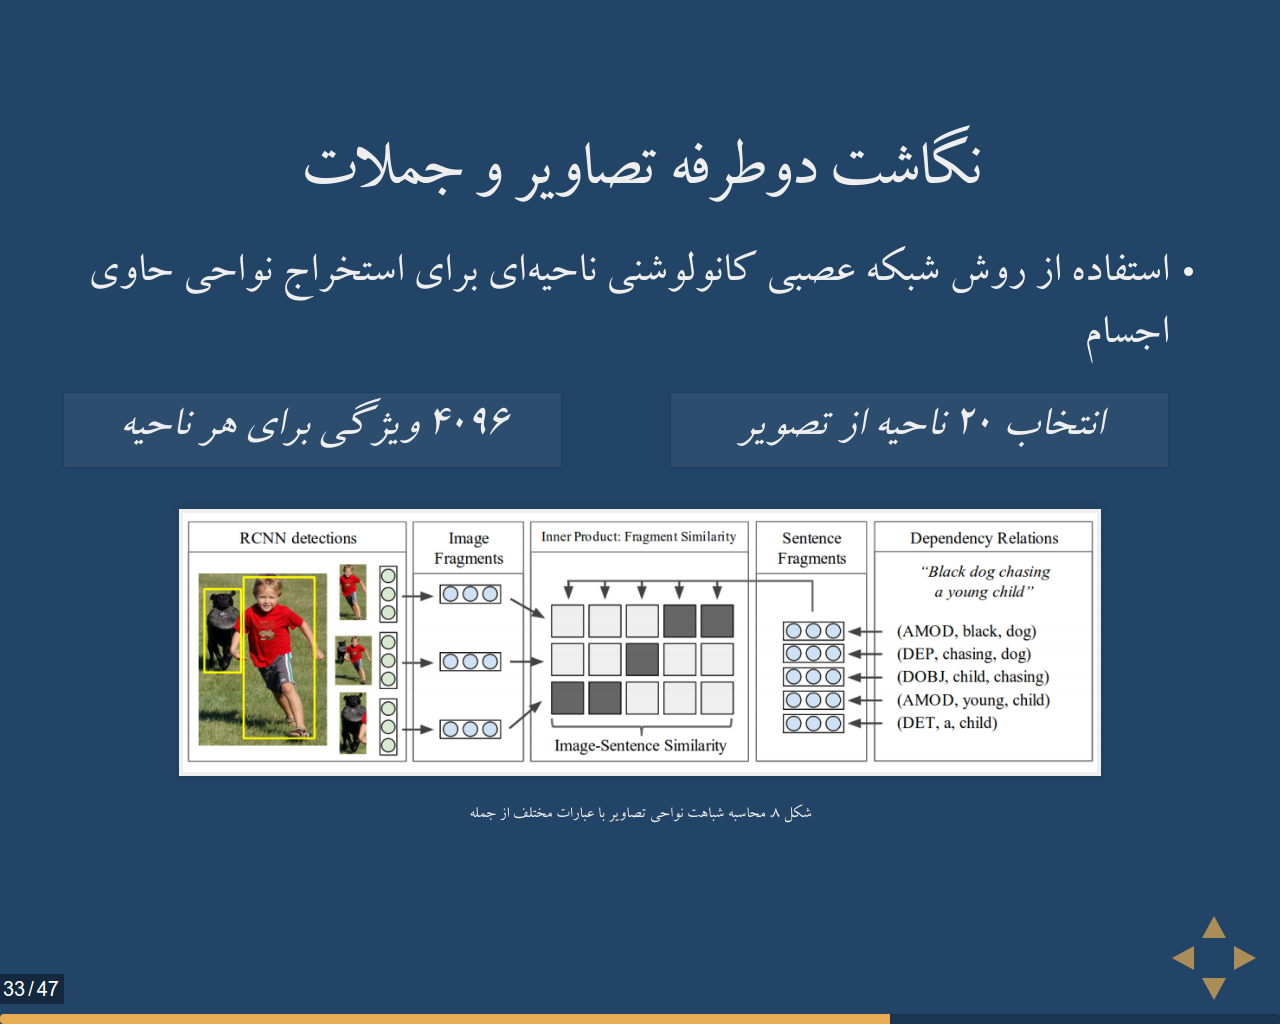 نگاشت دوطرفه تصاویر و جملات
• استفاده از روش شبکه عصبی کانولوشنی ناحیه‌ای برای استخراج نواحی حاوی
اجسام
انتخاب ۲۰ ناحیه از تصویر
۴۰۹۶ ویژگی برای هر ناحیه
RCNN detections
Image
Fragments
Inner Product: Fragment Similarity
Image-Sentence Similarity
Sentence
Fragments
Dependency Relations
“Black dog chasing
a young child”
(AMOD, black, dog)
(DEP, chasing, dog)
(DOBJ, child, chasing)
(AMOD, young, child)
(DET, a, child)
شکل ۸. محاسبه شباهت نواحی تصاویر با عبارات مختلف از جمله
33/47